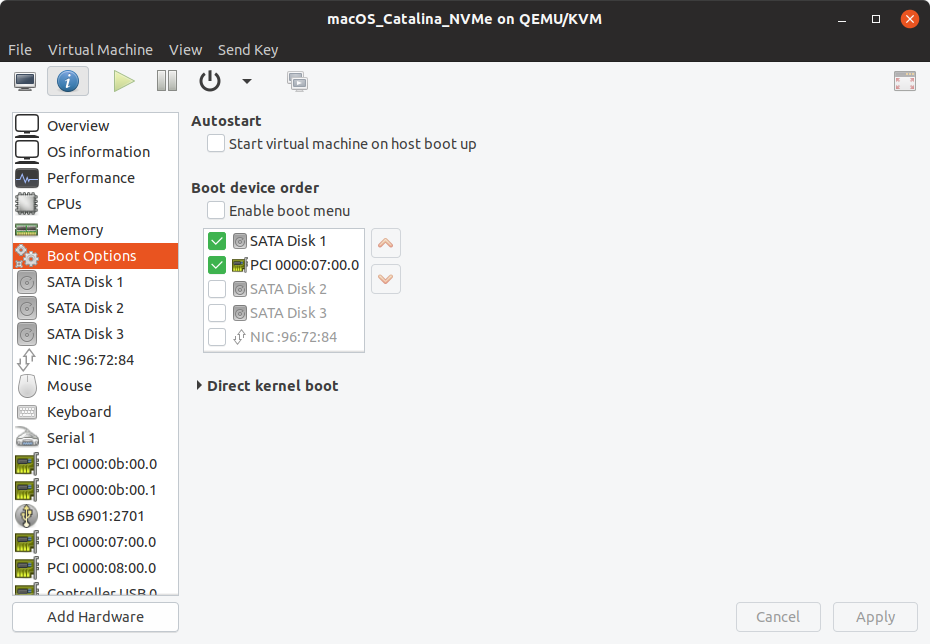 macOS_Catalina_NVMe on QEMU/KVM
File Virtual Machine View Send Key
Overview
OS information
Performance
CPUs
Memory
Boot Options
SATA Disk 1
SATA Disk 2
SATA Disk 3
NIC :96:72:84
Mouse
Keyboard
Serial 1
PCI 0000:0b:00.0
PCI 0000:0b:00.1
USB 6901:2701
PCI 0000:07:00.0
PCI 0000:08:00.0
Controller USB 0
Add Hardware
Autostart
Start virtual machine on host boot up
Boot device order
Enable boot menu
SATA Disk 1
PCI 0000:07:00.0
SATA Disk 2
SATA Disk 3
NIC :96:72:84
Direct kernel boot
Cancel Apply